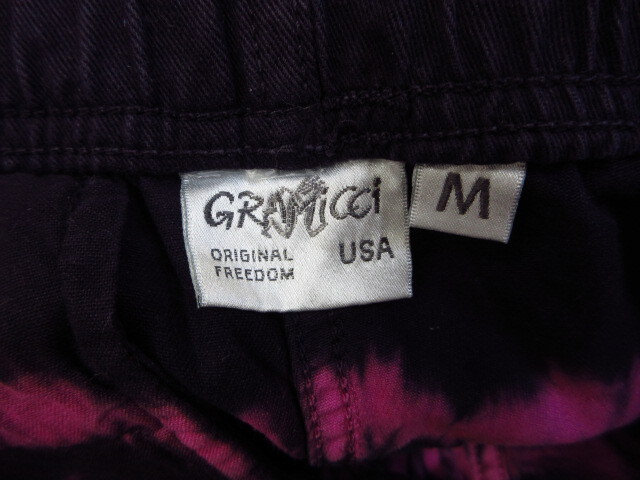 GRAMiCCi
ORIGINAL
FREEDOM
USA
M